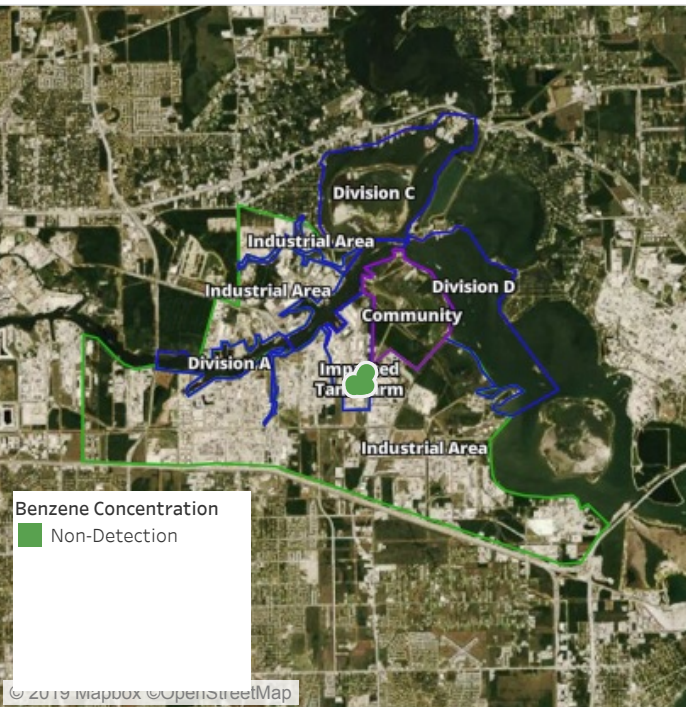 Division C
Industrial Area
Division D
Industrial Area
Community
Division A
Industrial Area
Benzene Concentration
Non-Detection
© 2019 Mapbox ©OpenStreetMap